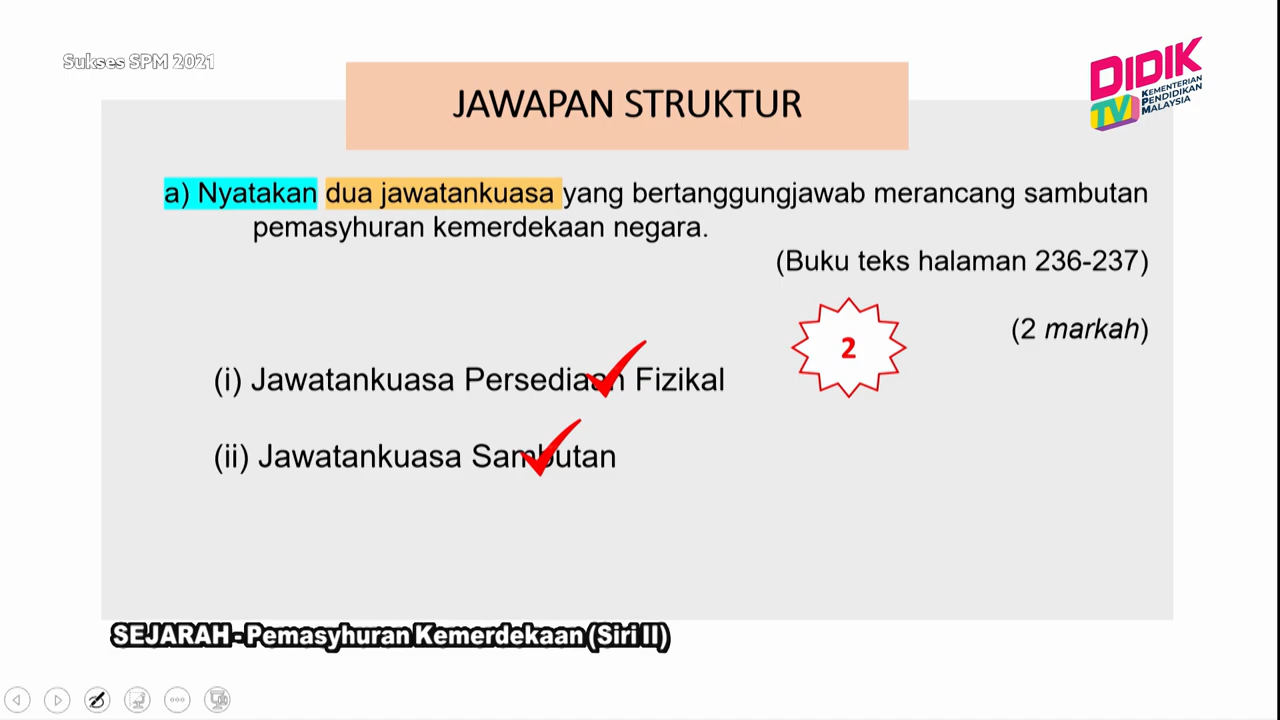 Sukses SPM 2021
DIDIK
TV
KEMENTERIAN
PENDIDIKAN
MALAYSIA
JAWAPAN STRUKTUR
a) Nyatakan dua jawatankuasa yang bertanggungjawab merancang sambutan
pemasyhuran kemerdekaan negara.
(Buku teks halaman 236-237)
(2 markah)
2
(i) Jawatankuasa Persediaan Fizikal
(ii) Jawatankuasa Sambutan
SEJARAH - Pemasyhuran Kemerdekaan (Siri II)